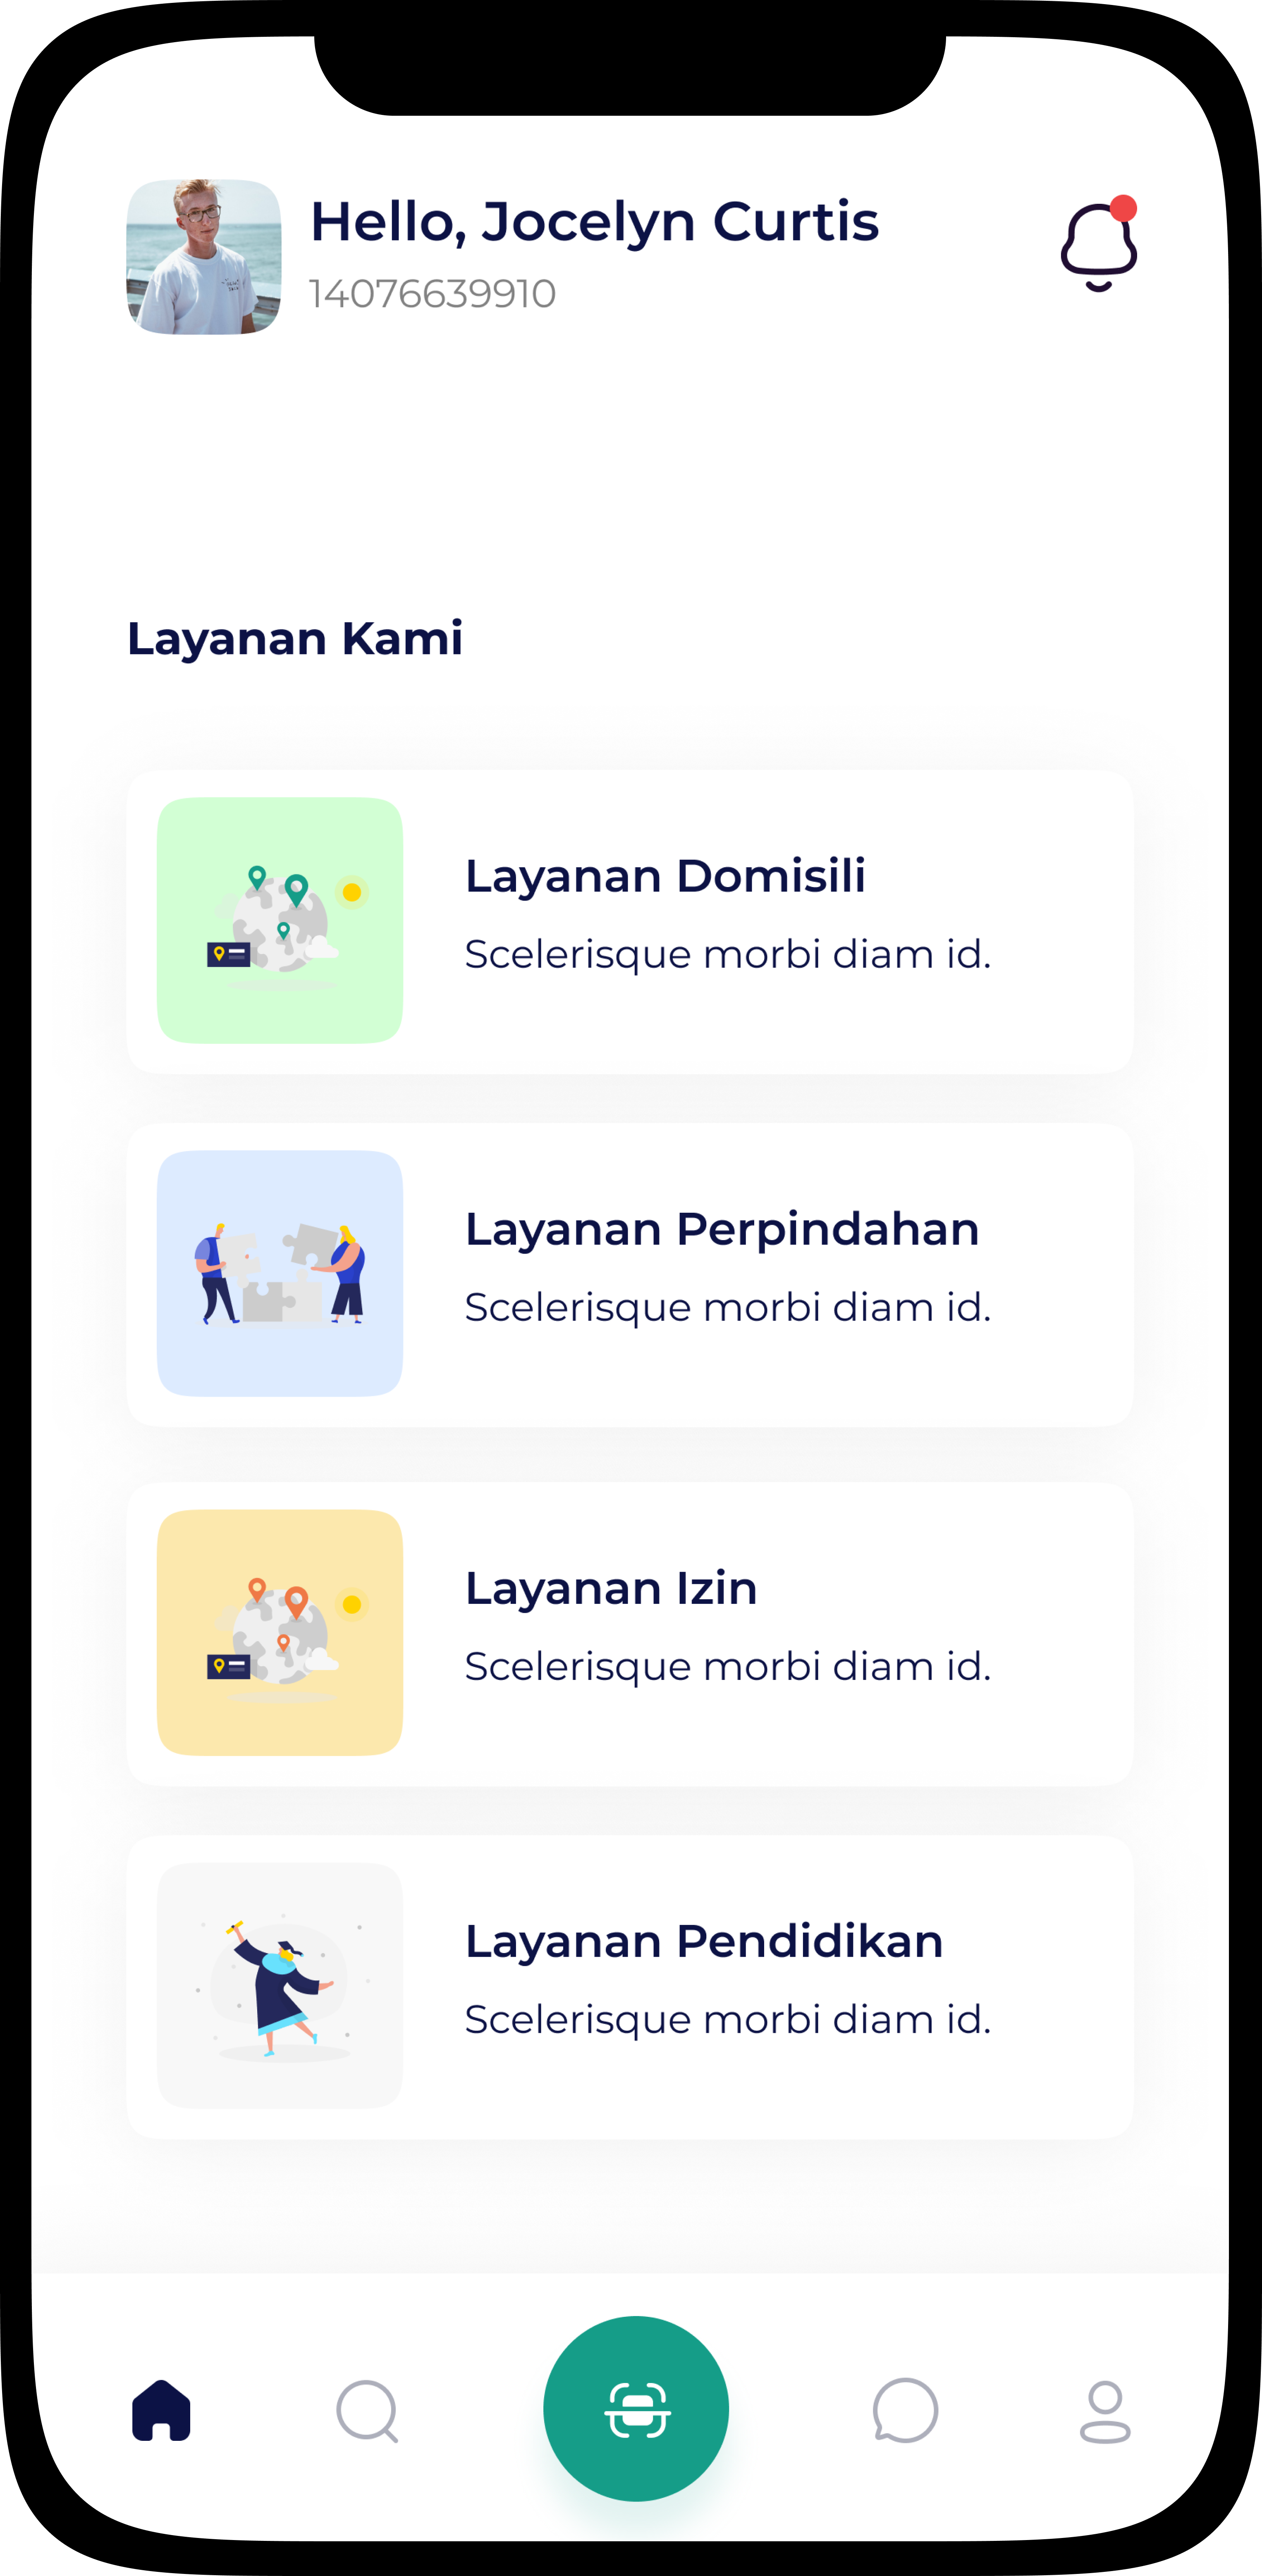 Hello, Jocelyn Curtis
14076639910
Layanan Kami
Layanan Domisili
Scelerisque morbi diam id.
Layanan Perpindahan
Scelerisque morbi diam id.
Layanan Izin
Scelerisque morbi diam id.
Layanan Pendidikan
Scelerisque morbi diam id.